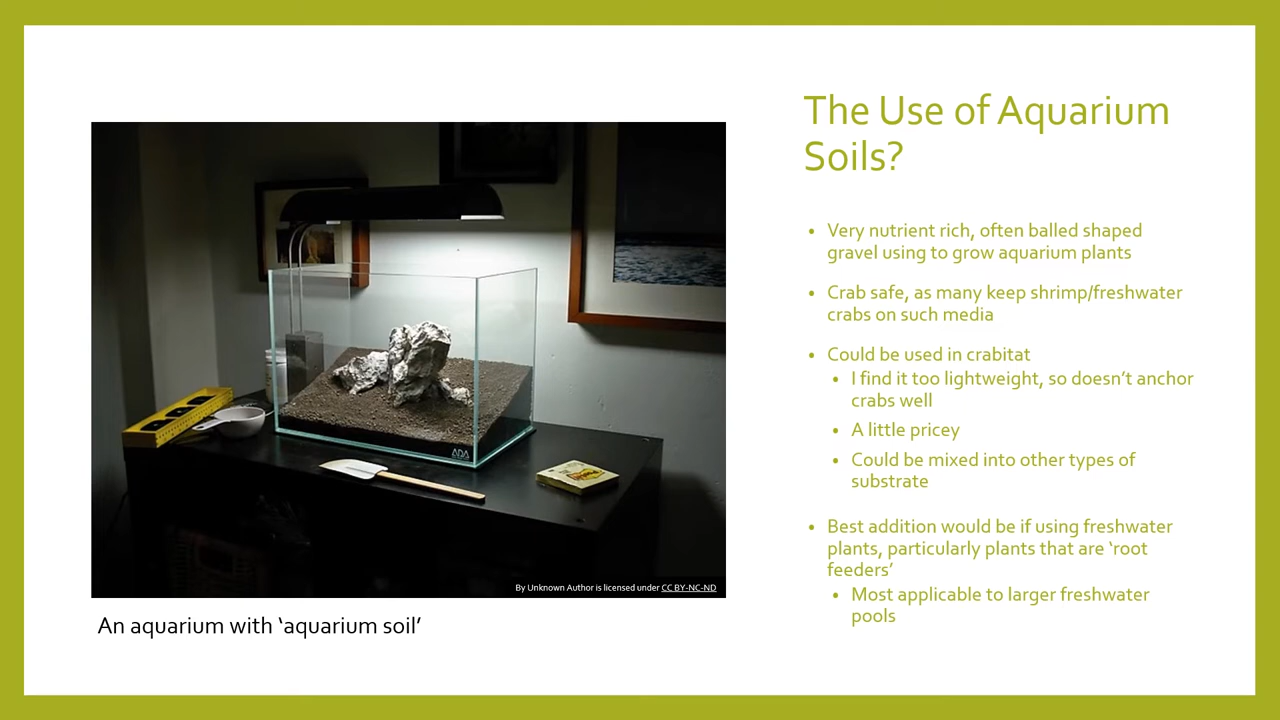 The Use of Aquarium
Soils?
• Very nutrient rich, often balled shaped
gravel using to grow aquarium plants
• Crab safe, as many keep shrimp/freshwater
crabs on such media
• Could be used in crabitat
• I find it too lightweight, so doesn't anchor
crabs well
• A little pricey
• Could be mixed into other types of
substrate
• Best addition would be if using freshwater
plants, particularly plants that are ‘root
feeders’
• Most applicable to larger freshwater
pools
ADA
By Unknown Author is licensed under CC BY-NC-ND
An aquarium with ‘aquarium soil’